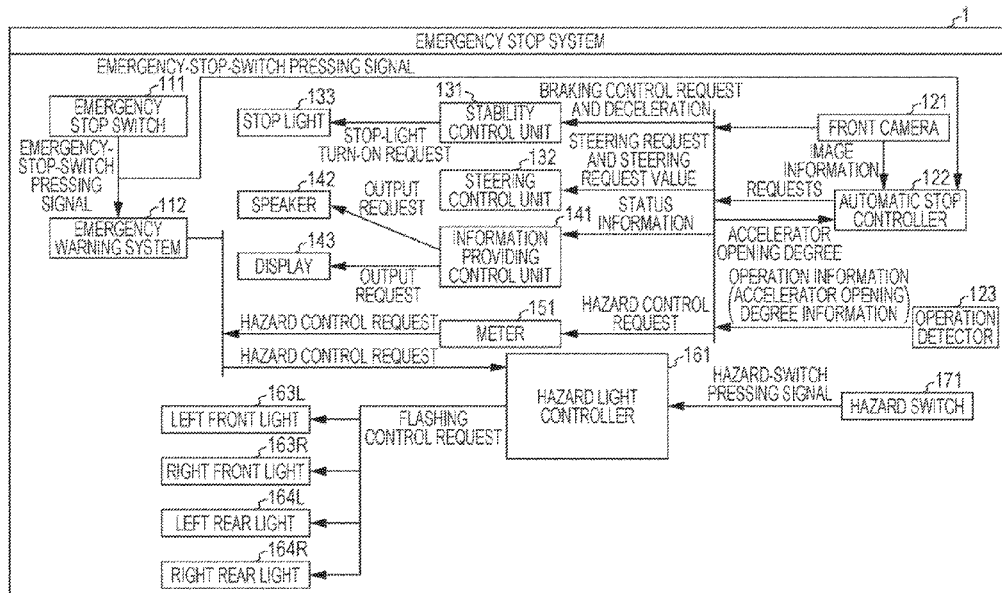 1
EMERGENCY STOP SYSTEM
EMERGENCY-STOP-SWITCH PRESSING SIGNAL
111
EMERGENCY
STOP SWITCH
EMERGENCY-
STOP-SWITCH
PRESSING
SIGNAL
112
EMERGENCY
WARNING SYSTEM
133
STOP LIGHT
STOP-LIGHT
TURN-ON REQUEST
142
SPEAKER
OUTPUT
REQUEST
143
DISPLAY
OUTPUT
REQUEST
131
STABILITY
CONTROL UNIT
132
STEERING
CONTROL UNIT
141
INFORMATION
PROVIDING
CONTROL UNIT
BRAKING CONTROL REQUEST
AND DECELERATION
STEERING REQUEST
AND STEERING
REQUEST VALUE
STATUS
INFORMATION
121
FRONT CAMERA
IMAGE
INFORMATION
REQUESTS
122
AUTOMATIC STOP
CONTROLLER
ACCELERATOR
OPENING DEGREE
OPERATION INFORMATION
(ACCELERATOR OPENING
DEGREE INFORMATION)
123
OPERATION
DETECTOR
HAZARD CONTROL
REQUEST
151
METER
HAZARD CONTROL REQUEST
HAZARD CONTROL REQUEST
161
HAZARD LIGHT
CONTROLLER
HAZARD-SWITCH
PRESSING SIGNAL
171
HAZARD SWITCH
FLASHING
CONTROL REQUEST
163L
LEFT FRONT LIGHT
163R
RIGHT FRONT LIGHT
164L
LEFT REAR LIGHT
164R
RIGHT REAR LIGHT